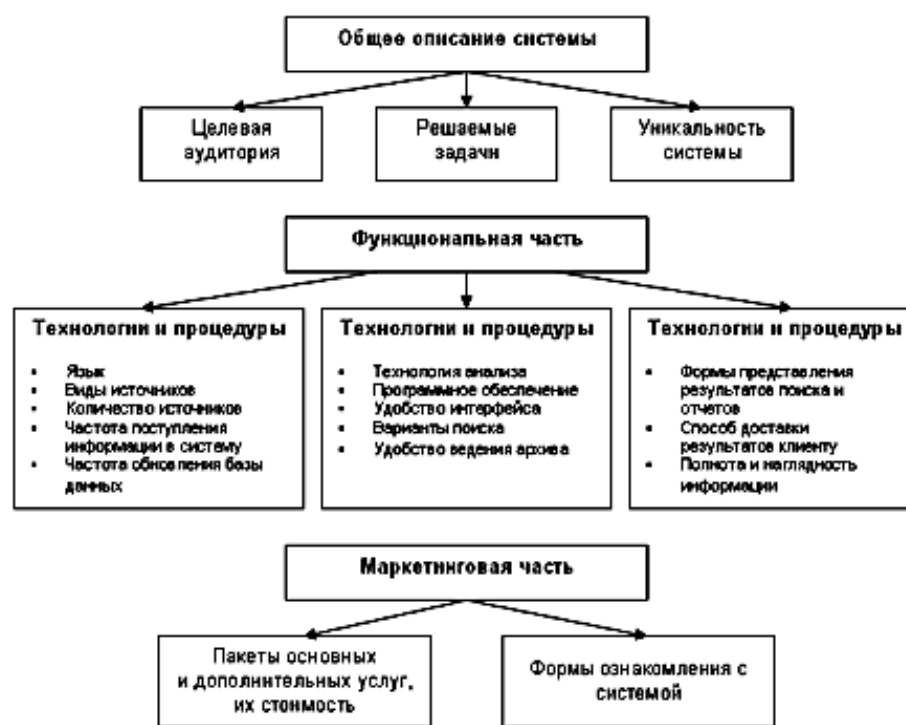 Общее описание системы
Целевая
аудитория
Решаемые
задачи
Уникальность
системы
Функциональная часть
Технологии и процедуры
• Язык
• Виды источников
• Количество источников
• Частота поступления
информации в систему
• Частота обновления базы
данных
Технологии и процедуры
• Технология анализа
• Программное обеспечение
• Удобство интерфейса
• Варианты поиска
• Удобство ведения архива
Технологии и процедуры
• Формы представления
результатов поиска и
отчетов
• Способ доставки
результатов клиенту
• Полнота и наглядность
информации
Маркетинговая часть
Пакеты основных
и дополнительных услуг,
их стоимость
Формы ознакомления с
системой